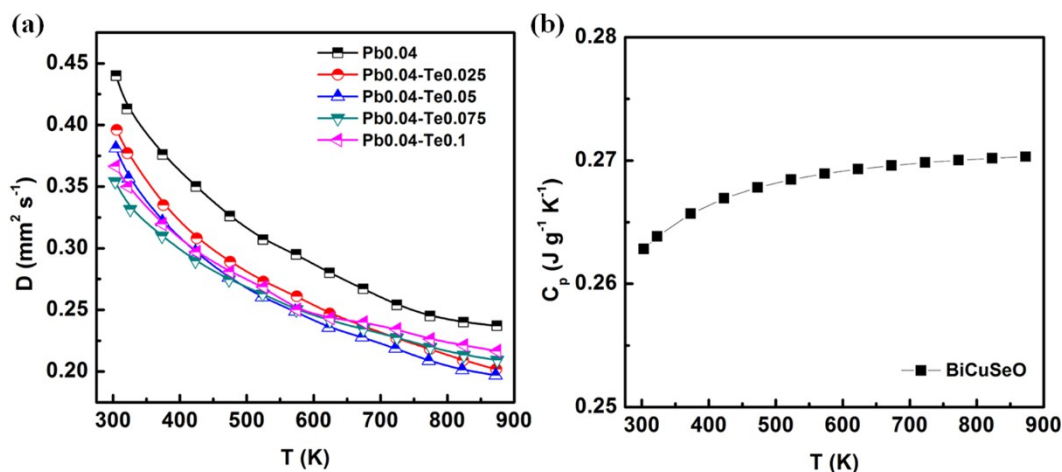 (a)
D (mm² s⁻¹)
0.45
0.40
0.35
0.30
0.25
0.20
Pb0.04
Pb0.04-Te0.025
Pb0.04-Te0.05
Pb0.04-Te0.075
Pb0.04-Te0.1
300 400 500 600 700 800 900
T (K)
(b)
Cₚ (J g⁻¹ K⁻¹)
0.28
0.27
0.26
0.25
BiCuSeO
300 400 500 600 700 800 900
T (K)